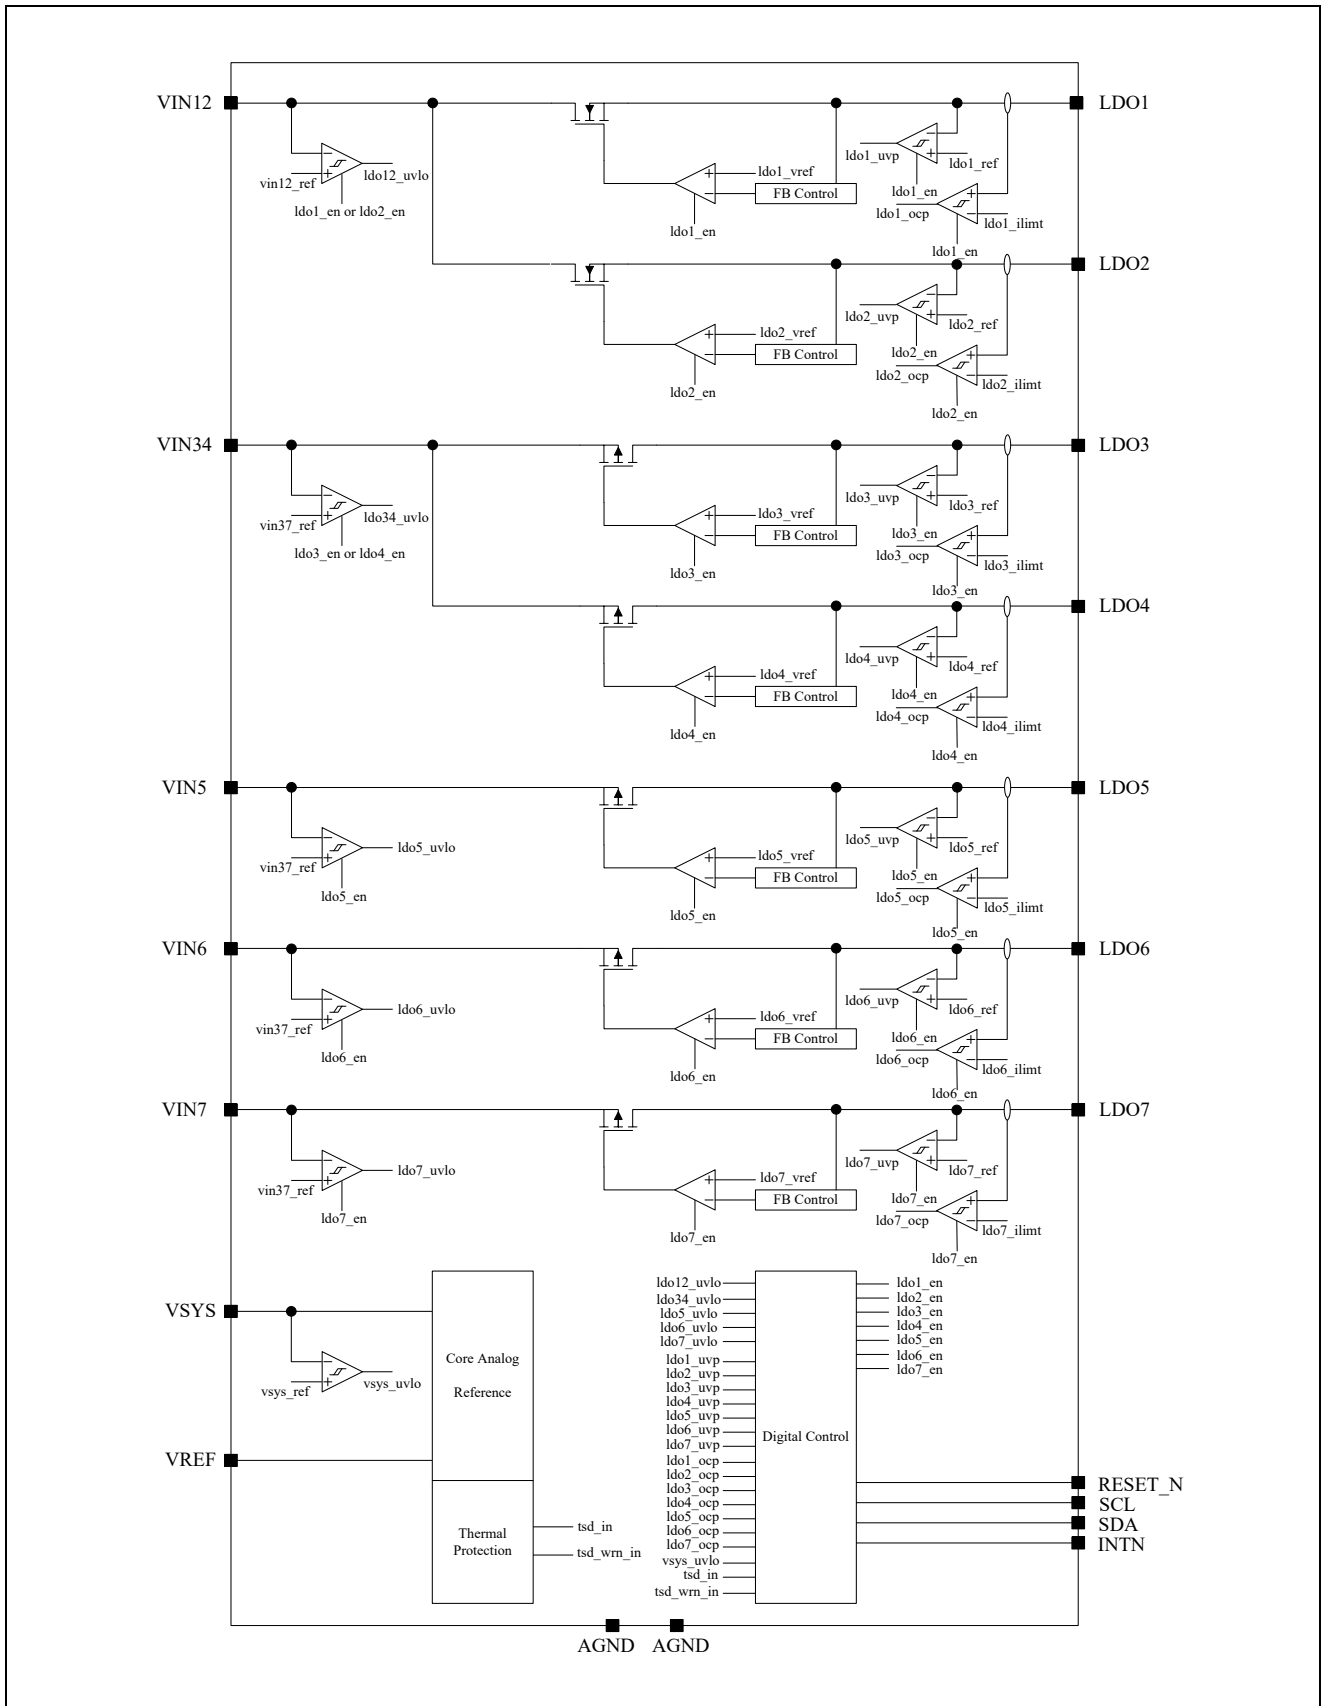 VIN12
LDO1
ldo12_uvlo
vin12_ref
ldo1_en or ldo2_en
ldo1_vref
FB Control
ldo1_en
ldo1_uvp
ldo1_ref
ldo1_en
ldo1_ocp
ldo1_ilimt
ldo1_en
LDO2
ldo2_vref
FB Control
ldo2_en
ldo2_uvp
ldo2_ref
ldo2_en
ldo2_ocp
ldo2_ilimt
ldo2_en
VIN34
LDO3
ldo34_uvlo
vin37_ref
ldo3_en or ldo4_en
ldo3_vref
FB Control
ldo3_en
ldo3_uvp
ldo3_ref
ldo3_en
ldo3_ocp
ldo3_ilimt
ldo3_en
LDO4
ldo4_vref
FB Control
ldo4_en
ldo4_uvp
ldo4_ref
ldo4_en
ldo4_ocp
ldo4_ilimt
ldo4_en
VIN5
LDO5
ldo5_uvlo
vin37_ref
ldo5_en
ldo5_vref
FB Control
ldo5_en
ldo5_uvp
ldo5_ref
ldo5_en
ldo5_ocp
ldo5_ilimt
ldo5_en
VIN6
LDO6
ldo6_uvlo
vin37_ref
ldo6_en
ldo6_vref
FB Control
ldo6_en
ldo6_uvp
ldo6_ref
ldo6_en
ldo6_ocp
ldo6_ilimt
ldo6_en
VIN7
LDO7
ldo7_uvlo
vin37_ref
ldo7_en
ldo7_vref
FB Control
ldo7_en
ldo7_uvp
ldo7_ref
ldo7_en
ldo7_ocp
ldo7_ilimt
ldo7_en
VSYS
vsys_ref
vsys_uvlo
VREF
Core Analog
Reference
Thermal
Protection
tsd_in
tsd_wrn_in
ldo12_uvlo
ldo34_uvlo
ldo5_uvlo
ldo6_uvlo
ldo7_uvlo
ldo1_uvp
ldo2_uvp
ldo3_uvp
ldo4_uvp
ldo5_uvp
ldo6_uvp
ldo7_uvp
ldo1_ocp
ldo2_ocp
ldo3_ocp
ldo4_ocp
ldo5_ocp
ldo6_ocp
ldo7_ocp
vsys_uvlo
tsd_in
tsd_wrn_in
Digital Control
ldo1_en
ldo2_en
ldo3_en
ldo4_en
ldo5_en
ldo6_en
ldo7_en
RESET_N
SCL
SDA
INTN
AGND
AGND